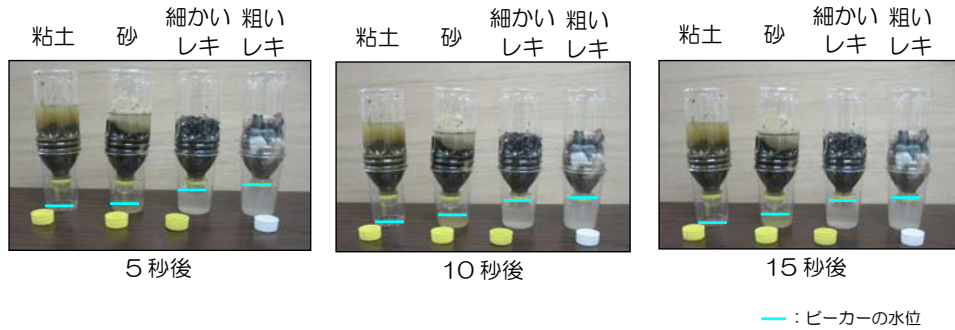 粘土 砂 細かいレキ 粗いレキ
粘土 砂 細かいレキ 粗いレキ
粘土 砂 細かいレキ 粗いレキ
5秒後
10秒後
15秒後
：ビーカーの水位